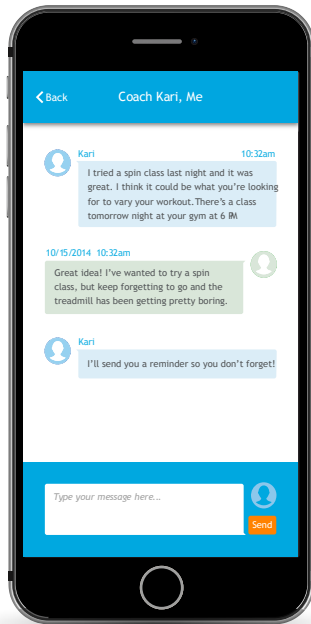 Back
Coach Kari, Me
Kari 10:32am
I tried a spin class last night and it was
great. I think it could be what you're looking
for to vary your workout. There's a class
tomorrow night at your gym at 6 PM
10/15/2014 10:32am
Great idea! I've wanted to try a spin
class, but keep forgetting to go and the
treadmill has been getting pretty boring.
Kari
I'll send you a reminder so you don't forget!
Type your message here...
Send